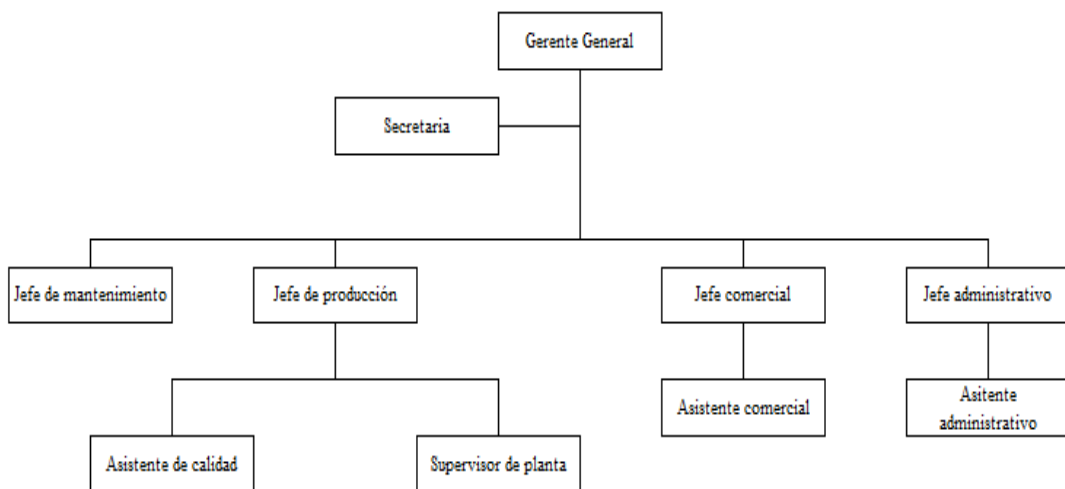 Gerente General
Secretaria
Jefe de mantenimiento
Jefe de producción
Jefe comercial
Jefe administrativo
Asistente comercial
Asitente
administrativo
Asistente de calidad
Supervisor de planta